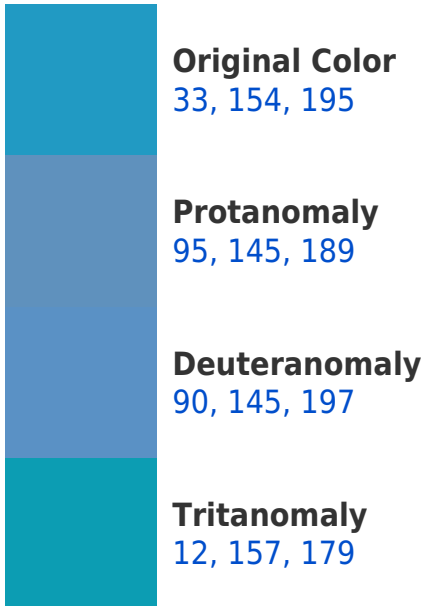 Original Color
33, 154, 195
Protanomaly
95, 145, 189
Deuteranomaly
90, 145, 197
Tritanomaly
12, 157, 179